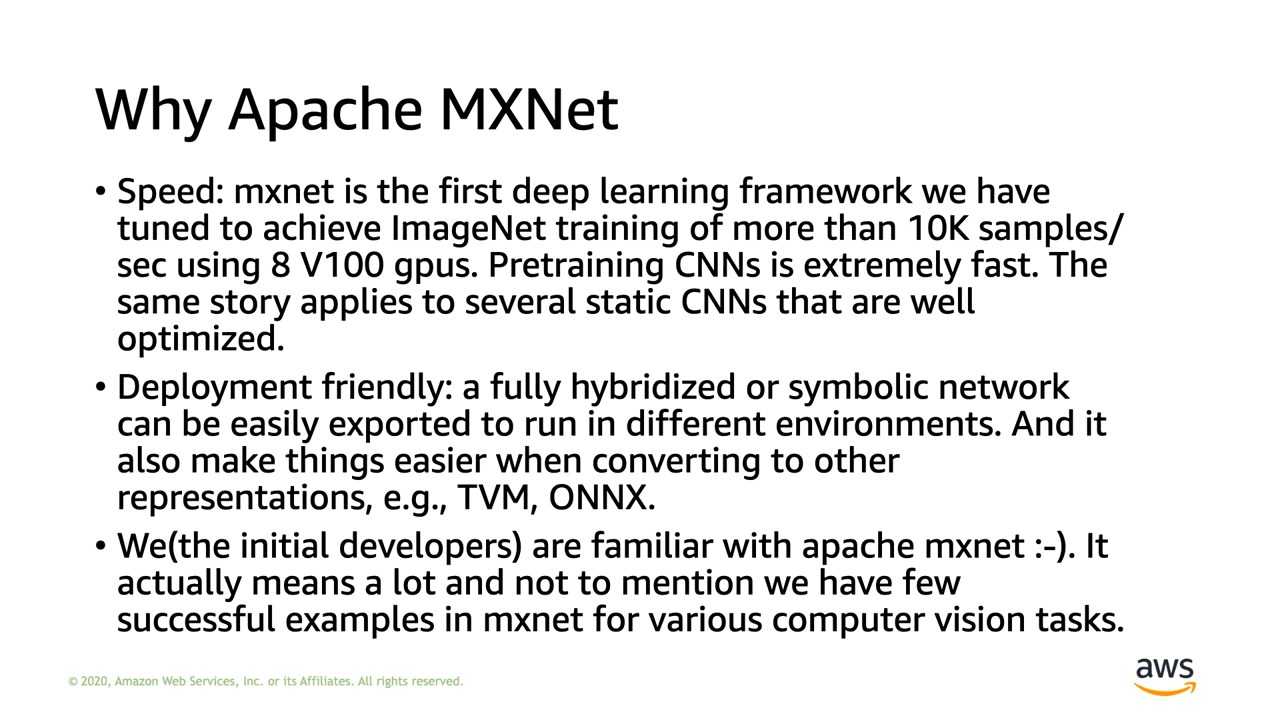 Why Apache MXNet
• Speed: mxnet is the first deep learning framework we have
tuned to achieve ImageNet training of more than 10K samples/
sec using 8 V100 gpus. Pretraining CNNs is extremely fast. The
same story applies to several static CNNs that are well
optimized.
• Deployment friendly: a fully hybridized or symbolic network
can be easily exported to run in different environments. And it
also make things easier when converting to other
representations, e.g., TVM, ONNX.
• We(the initial developers) are familiar with apache mxnet :-). It
actually means a lot and not to mention we have few
successful examples in mxnet for various computer vision tasks.
© 2020, Amazon Web Services, Inc. or its Affiliates. All rights reserved.
aws